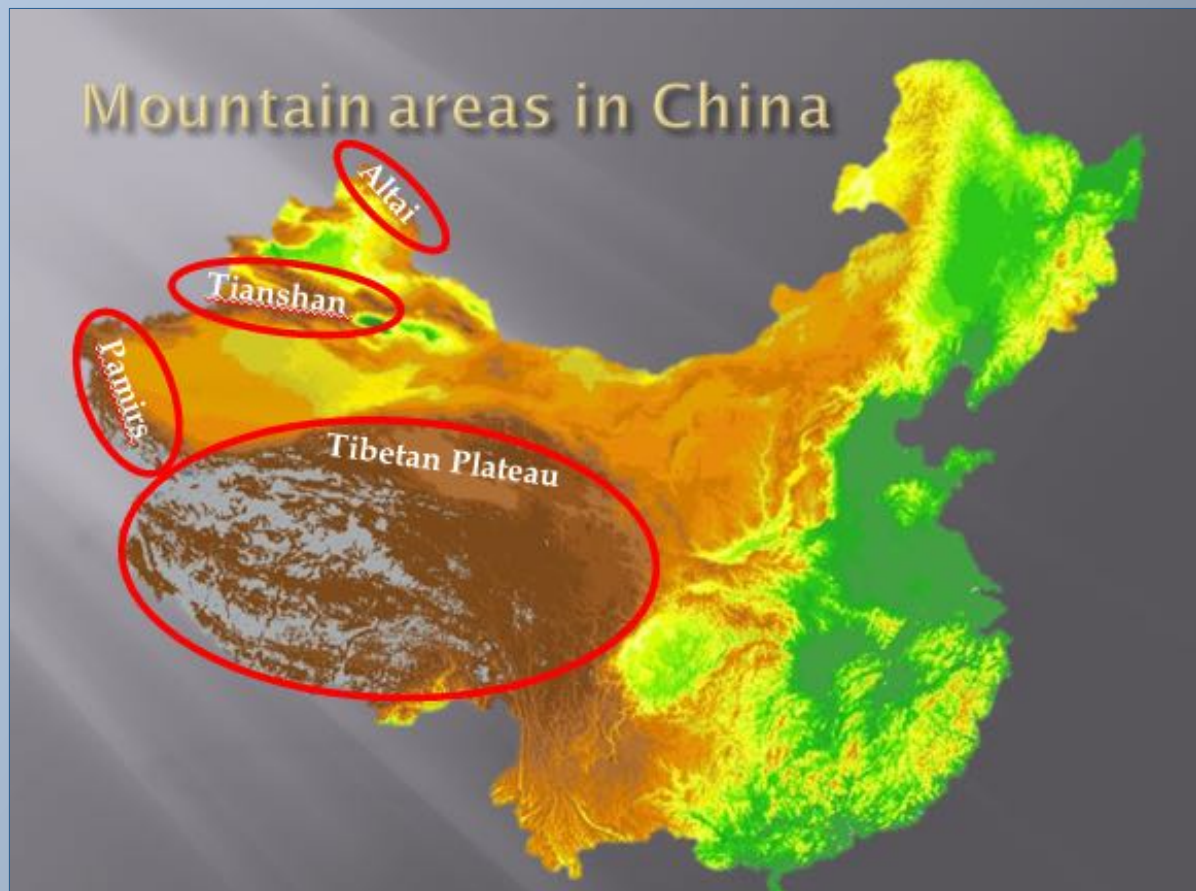 Mountain areas in China
Altai
Tianshan
Pamirs
Tibetan Plateau